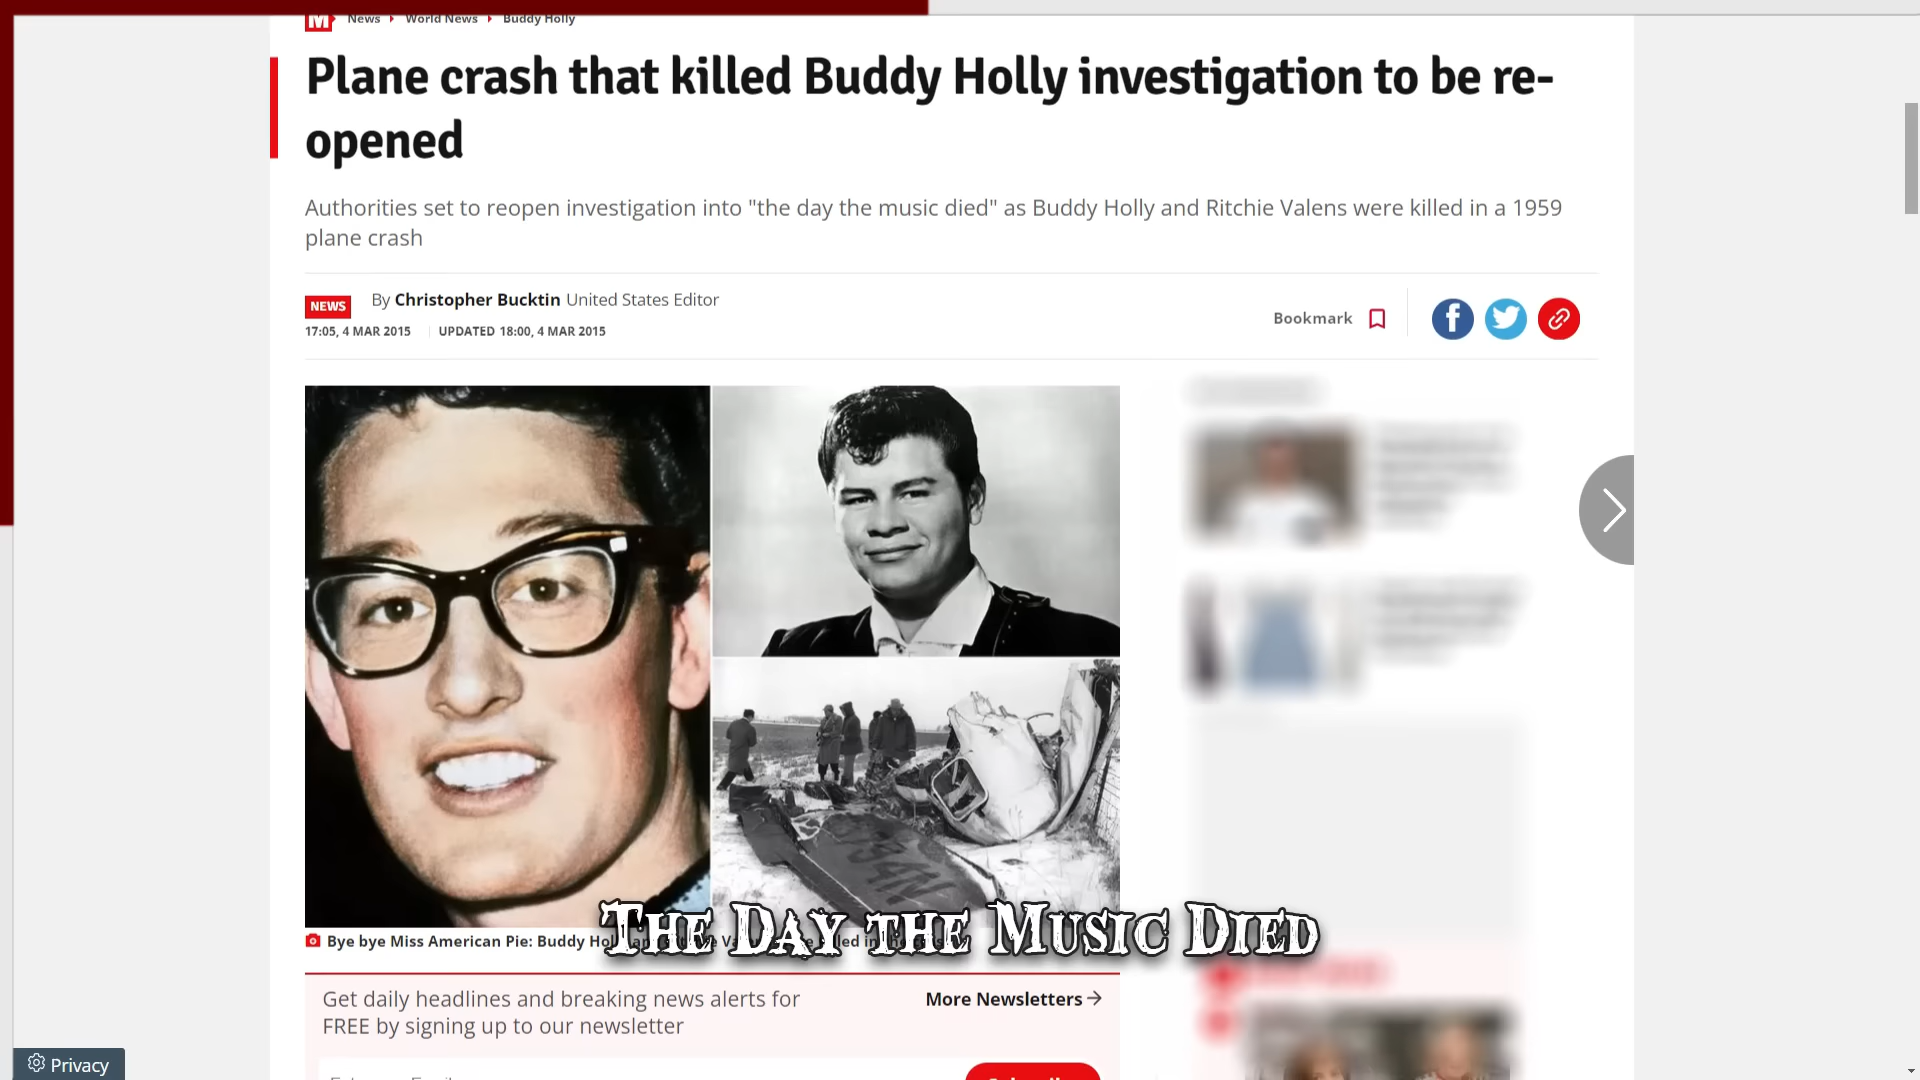 M
News World News Buddy Holly
Plane crash that killed Buddy Holly investigation to be re-
opened
Authorities set to reopen investigation into "the day the music died" as Buddy Holly and Ritchie Valens were killed in a 1959
plane crash
NEWS By Christopher Bucktin United States Editor
17:05, 4 MAR 2015 UPDATED 18:00, 4 MAR 2015
Bookmark
The Day the Music Died
Bye bye Miss American Pie: Buddy
Get daily headlines and breaking news alerts for
FREE by signing up to our newsletter
More Newsletters →
Privacy